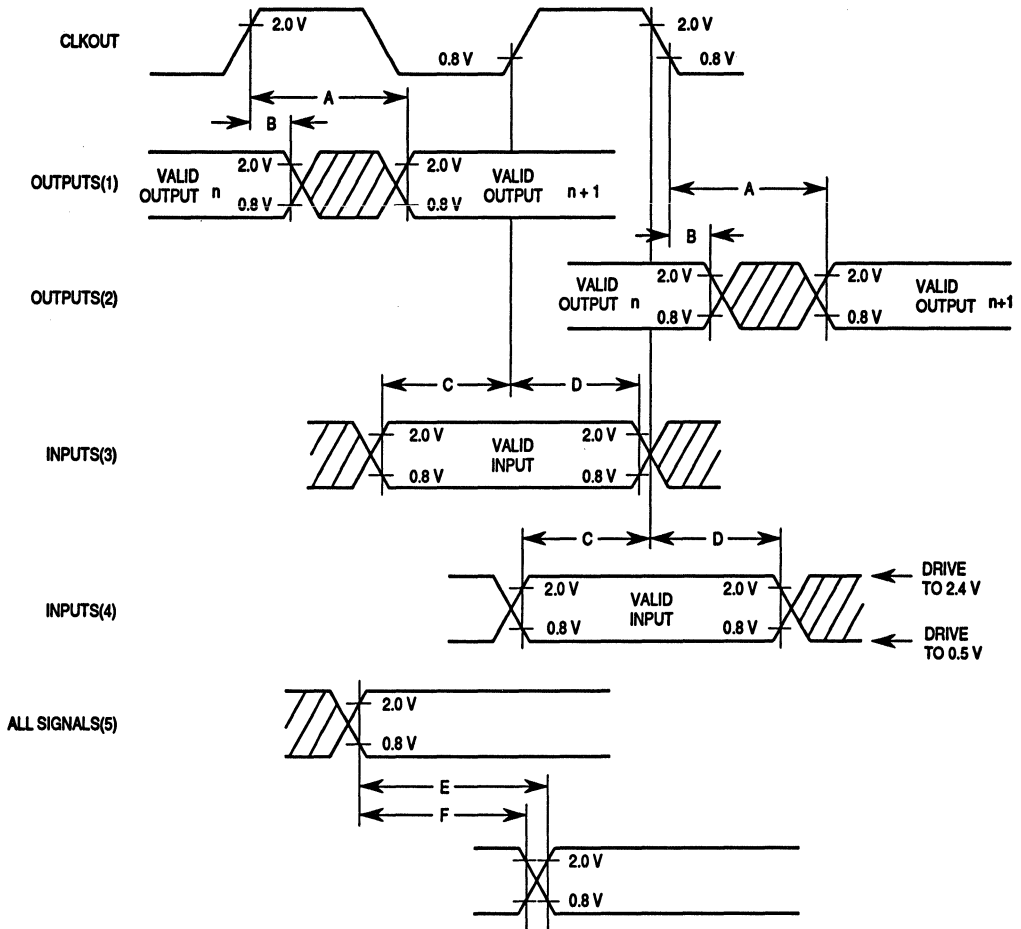 CLKOUT
2.0 V
0.8 V
2.0 V
0.8 V
A
B
OUTPUTS(1)
VALID
OUTPUT n
2.0 V
0.8 V
2.0 V
0.8 V
VALID
OUTPUT n + 1
A
B
OUTPUTS(2)
VALID
OUTPUT n
2.0 V
0.8 V
2.0 V
0.8 V
VALID
OUTPUT n+1
C
D
INPUTS(3)
2.0 V
0.8 V
VALID
INPUT
2.0 V
0.8 V
C
D
INPUTS(4)
2.0 V
0.8 V
VALID
INPUT
2.0 V
0.8 V
DRIVE
TO 2.4 V
DRIVE
TO 0.5 V
ALL SIGNALS(5)
2.0 V
0.8 V
E
F
2.0 V
0.8 V